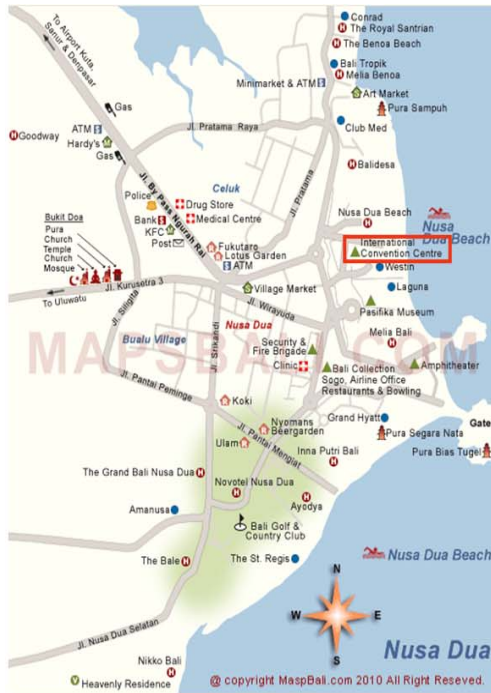 Conrad
The Royal Santrian
The Benoa Beach
Bali Tropik
Melia Benoa
To Airport Kuta,
Sanur & Denpasar
Minimarket & ATM
Art Market
Pura Sampuh
Gas
ATM
Hardy's
Gas
Goodway
Jl. Pratama Raya
Club Med
Balidesa
Jl. By Pass Ngurah Rai
Celuk
Jl. Pratama
Police
Drug Store
Bank
Medical Centre
KFC
Post
Fukutaro
Lotus Garden
ATM
Nusa Dua Beach
Nusa
Dua Beach
International
Convention Centre
Westin
Bukit Doa
Pura
Church
Temple
Church
Mosque
To Uluwatu
Jl. Kurusetra 3
Village Market
Laguna
Jl. Wirayuda
Pasifika Museum
Jl. Siligita
Jl. Srikandi
Nusa Dua
Melia Bali
MAPSBALI.COM
Bualu Village
Security &
Fire Brigade
Clinic
Bali Collection
Sogo, Airline Office
Restaurants & Bowling
Amphitheater
Jl. Pantai Peminge
Koki
Nyomans
Beergarden
Grand Hyatt
Gate
Ulam
Jl. Pantai Mengiat
Pura Segara Nata
Pura Bias Tugel
Inna Putri Bali
The Grand Bali Nusa Dua
Novotel Nusa Dua
Ayodya
Amanusa
Bali Golf &
Country Club
The Bale
The St. Regis
Nusa Dua Beach
N
W
E
S
Jl. Nusa Dua Selatan
Nusa Dua
Nikko Bali
Heavenly Residence
@ copyright MaspBali.com 2010 All Right Reserved.